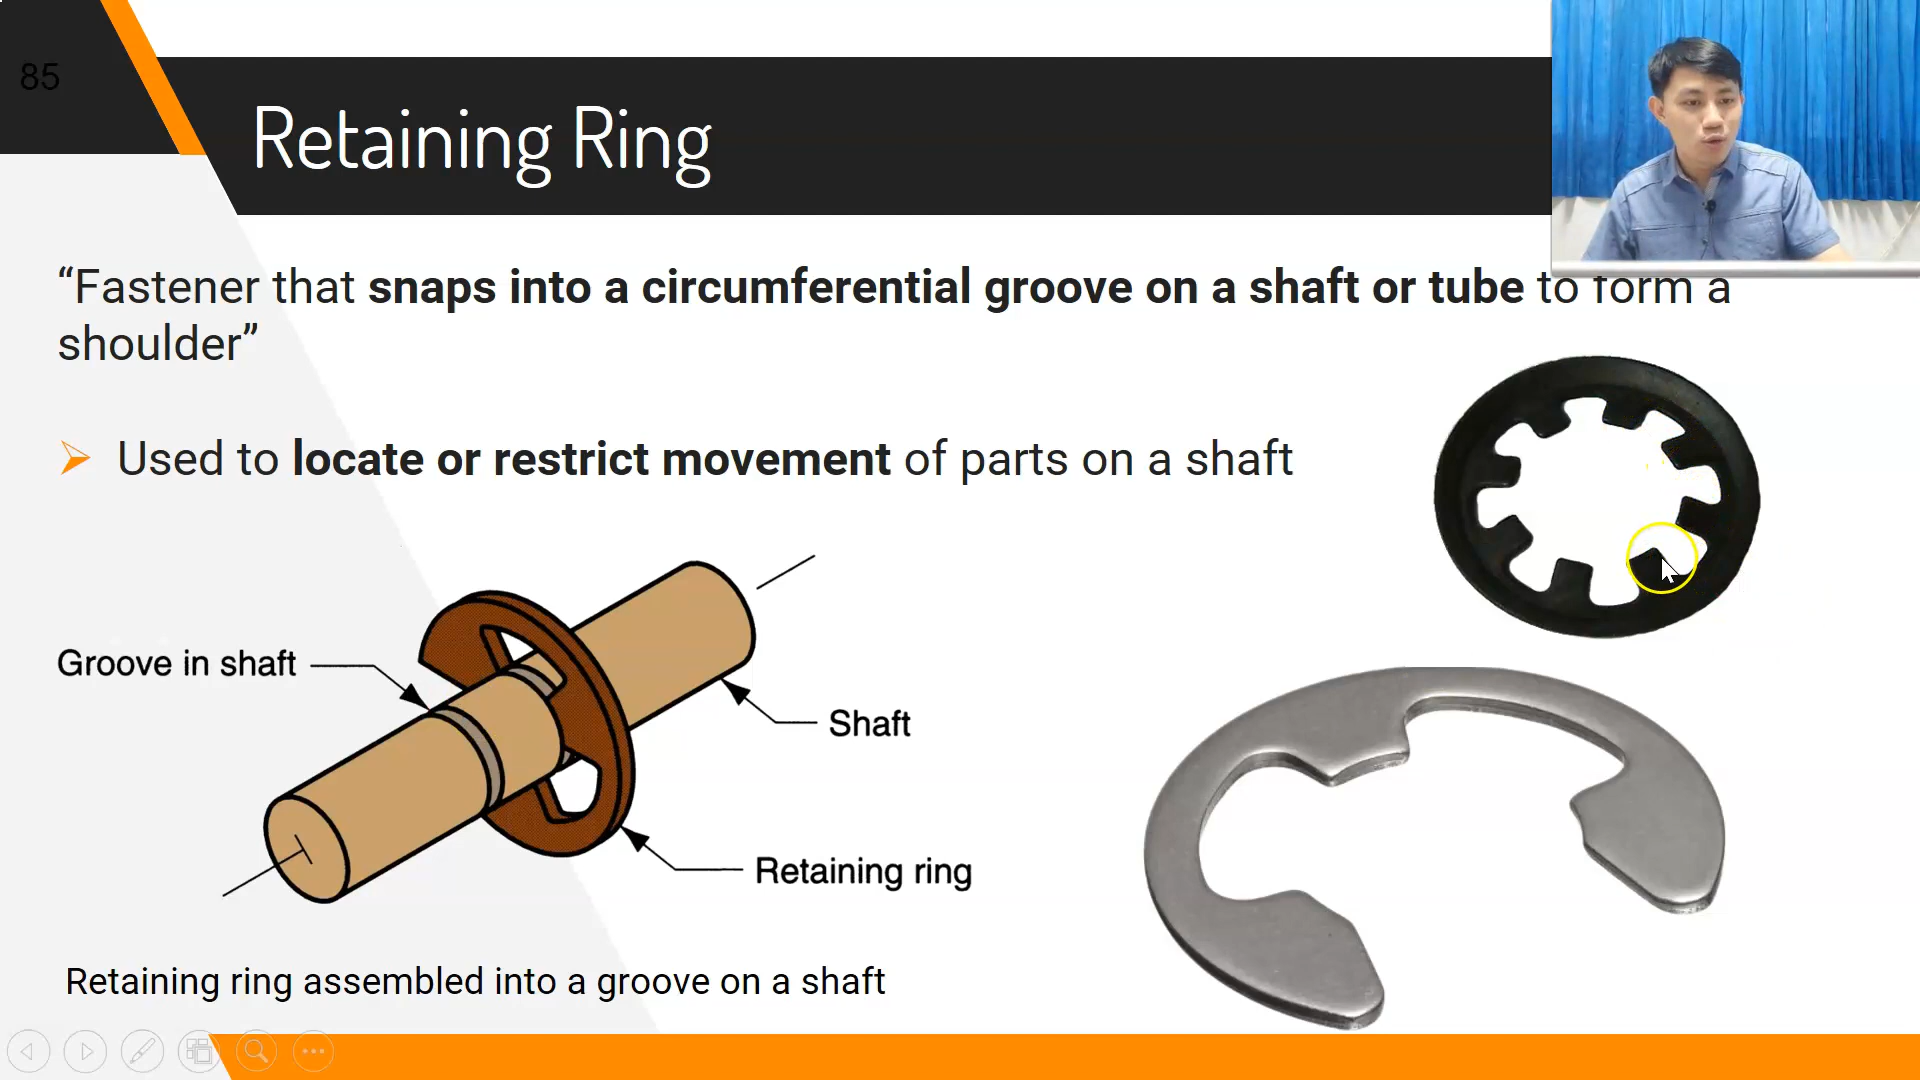 85
Retaining Ring
“Fastener that snaps into a circumferential groove on a shaft or tube to form a
shoulder”
Used to locate or restrict movement of parts on a shaft
Groove in shaft
Shaft
Retaining ring
Retaining ring assembled into a groove on a shaft